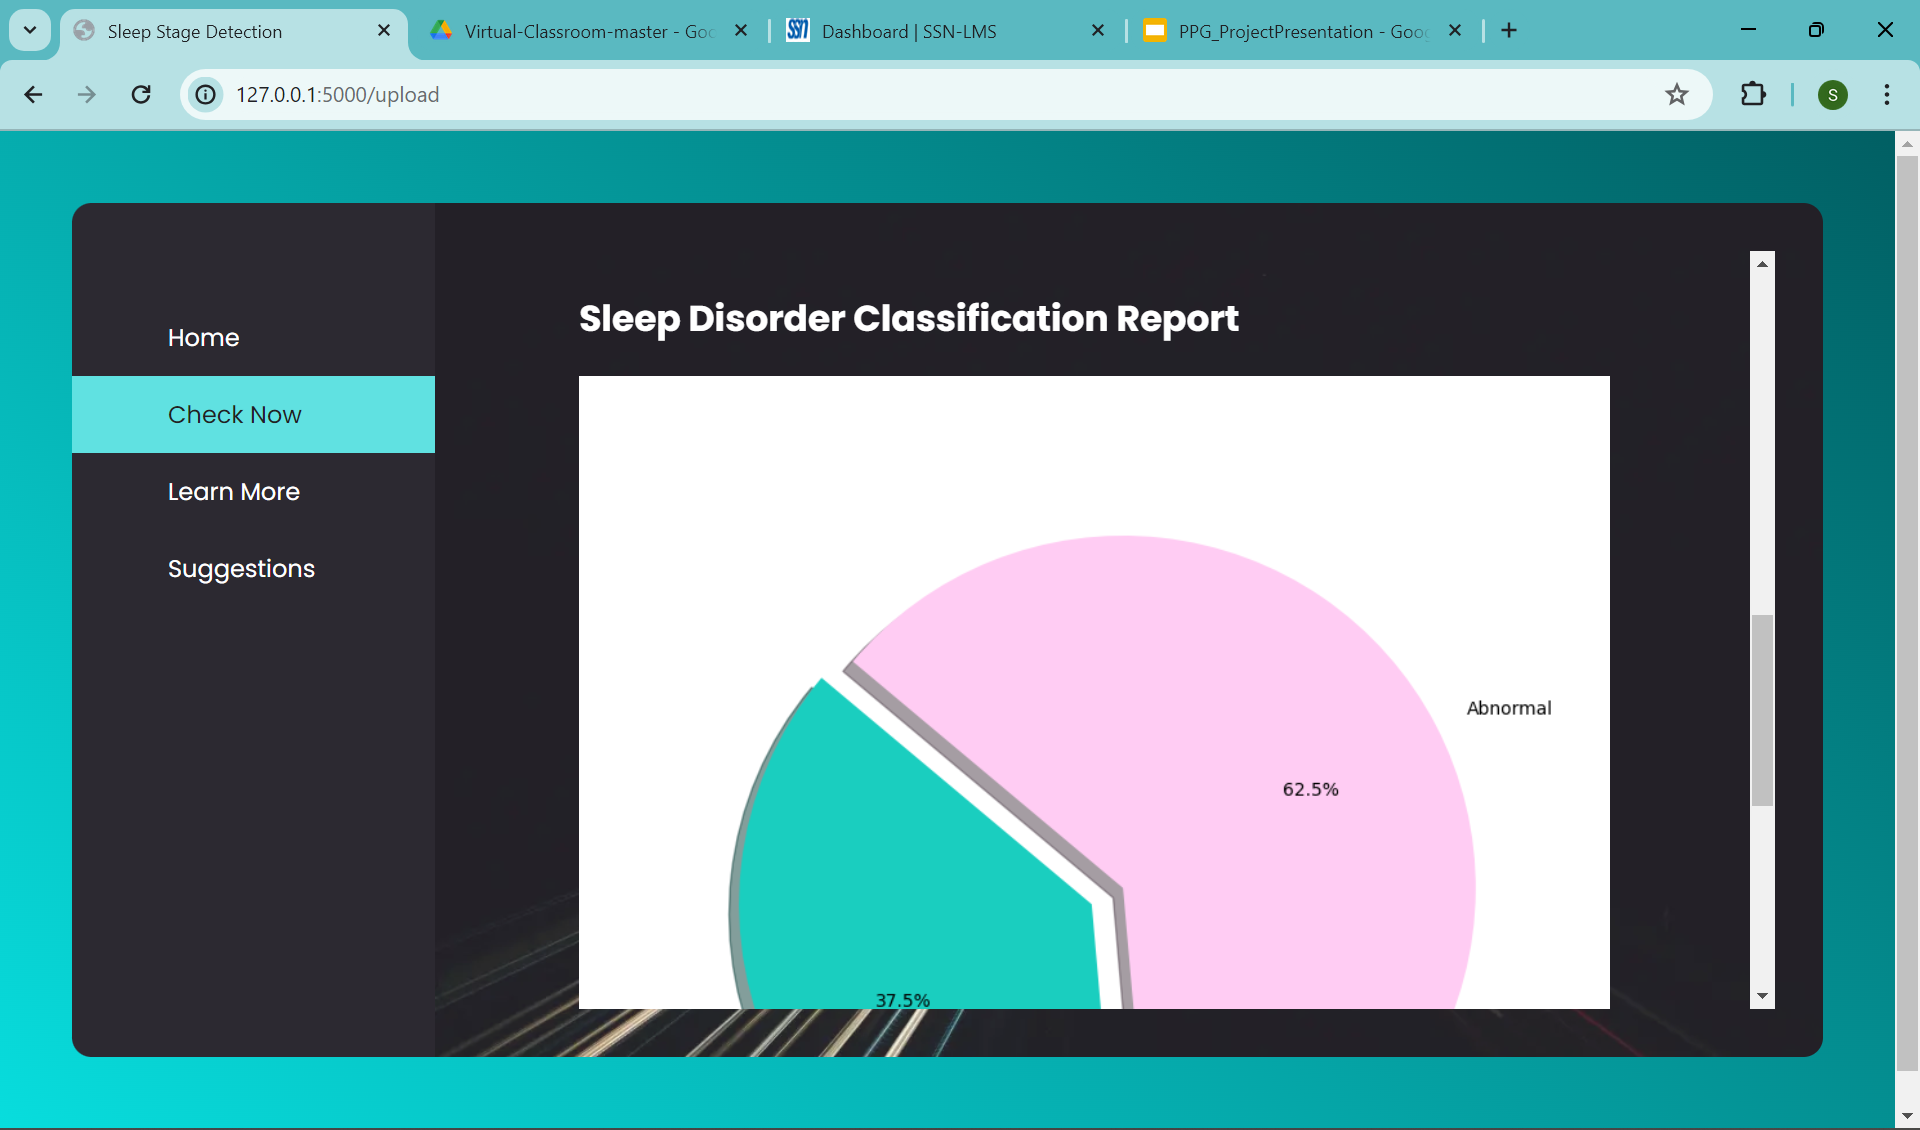 Sleep Stage Detection
Virtual-Classroom-master - Goo
Dashboard | SSN-LMS
PPG_ProjectPresentation - Goo
127.0.0.1:5000/upload
S
Sleep Disorder Classification Report
Home
Check Now
Learn More
Suggestions
Abnormal
62.5%
37.5%